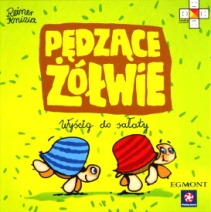 Reiner
Knizia
PĘDZĄCE
ŻÓŁWIE
Wyścig do sałaty
EGMONT